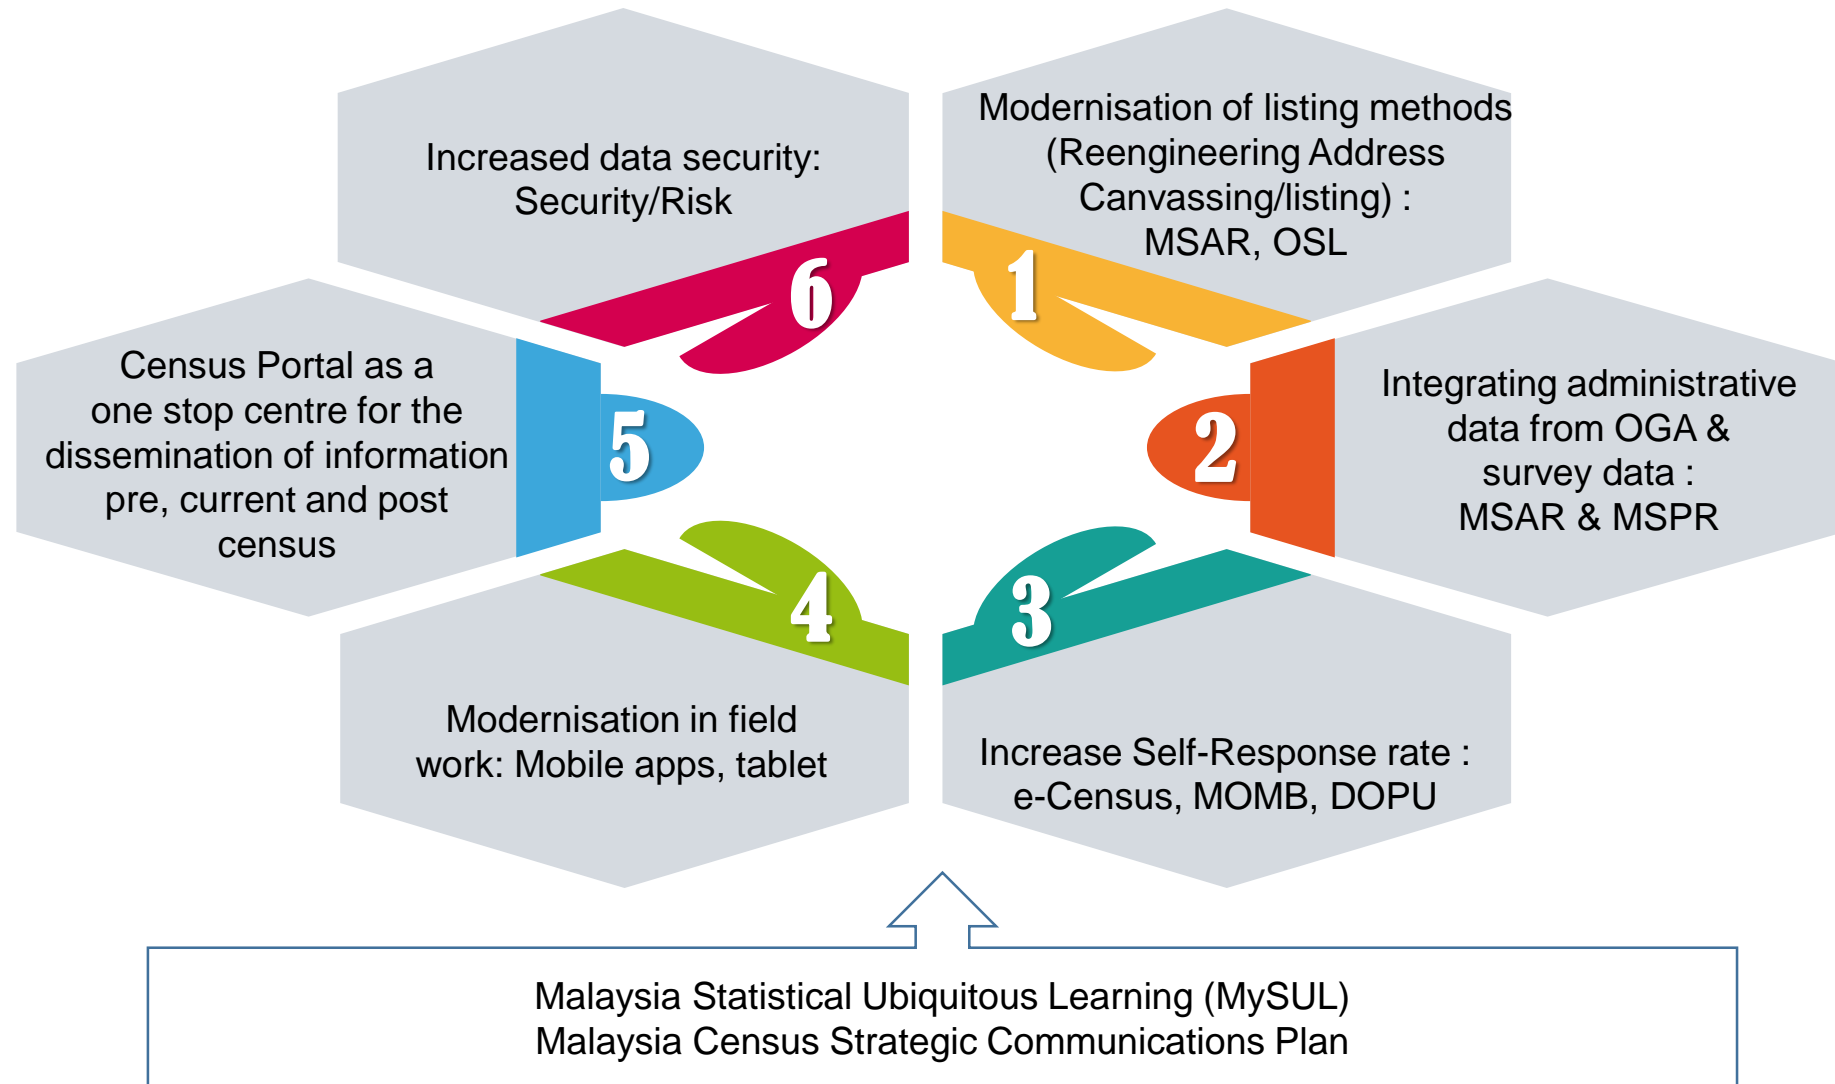 Increased data security:
Security/Risk
6
Modernisation of listing methods
(Reengineering Address
Canvassing/listing) :
MSAR, OSL
1
Integrating administrative
data from OGA &
survey data :
MSAR & MSPR
2
Increase Self-Response rate :
e-Census, MOMB, DOPU
3
Modernisation in field
work: Mobile apps, tablet
4
Census Portal as a
one stop centre for the
dissemination of information
pre, current and post
census
5
Malaysia Statistical Ubiquitous Learning (MySUL)
Malaysia Census Strategic Communications Plan